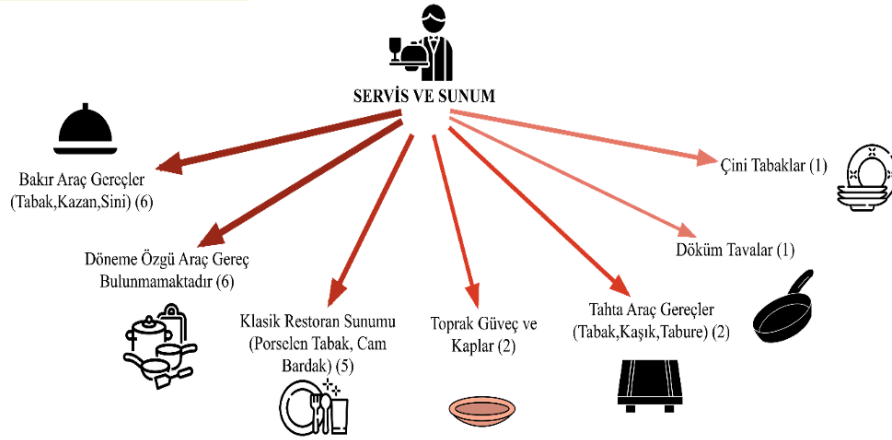 SERVİS VE SUNUM
Bakır Araç Gereçler
(Tabak,Kazan,Sini) (6)
Döneme Özgü Araç Gereç
Bulunmamaktadır (6)
Klasik Restoran Sunumu
(Porselen Tabak, Cam
Bardak) (5)
Toprak Güveç ve
Kaplar (2)
Tahta Araç Gereçler
(Tabak,Kaşık,Tabure) (2)
Döküm Tavalar (1)
Çini Tabaklar (1)